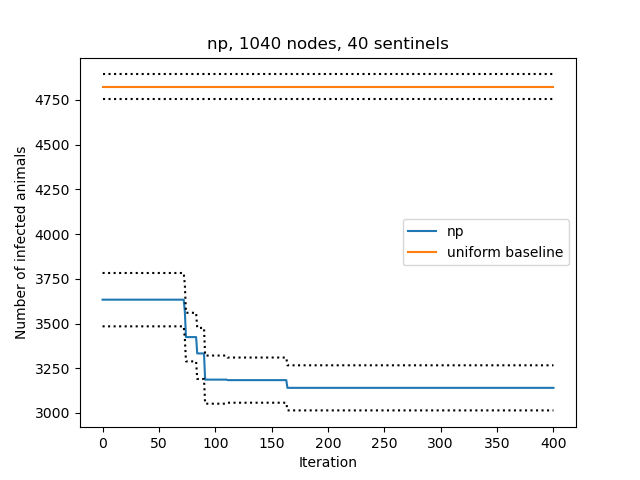 np, 1040 nodes, 40 sentinels
Number of infected animals
4750
4500
4250
4000
3750
3500
3250
3000
np
uniform baseline
0 50 100 150 200 250 300 350 400
Iteration